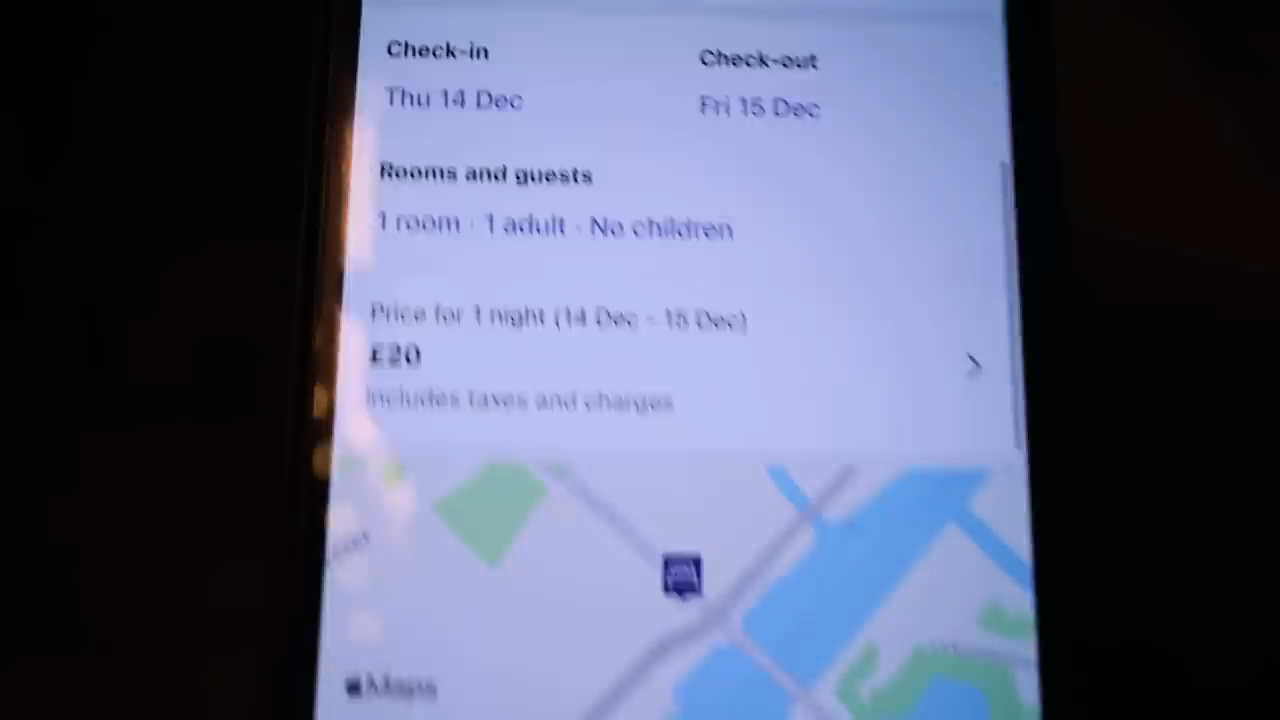 Check-in
Check-out
Thu 14 Dec
Fri 15 Dec
Rooms and guests
1 room · 1 adult · No children
Price for 1 night (14 Dec - 15 Dec)
£20
Includes taxes and charges
Maps